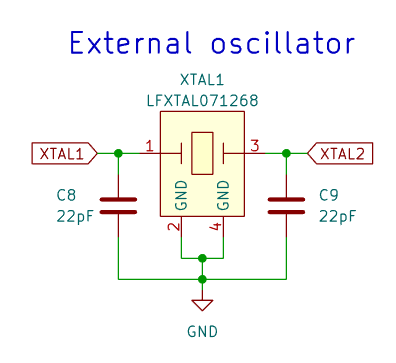 External oscillator
XTAL1
LFXTAL071268
XTAL1
1
3
XTAL2
GND
GND
C8
22pF
C9
22pF
2
4
GND